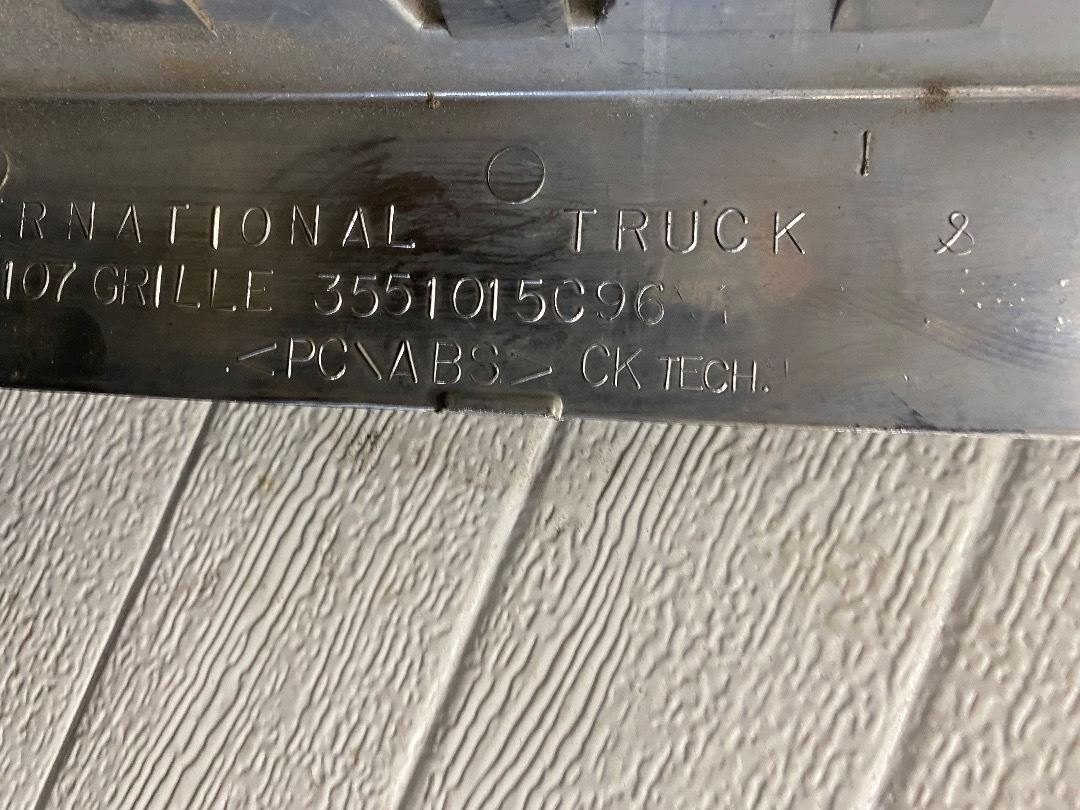 ERNATIONAL TRUCK &
107 GRILLE 3551015C96
<PC\ABS> CK TECH.